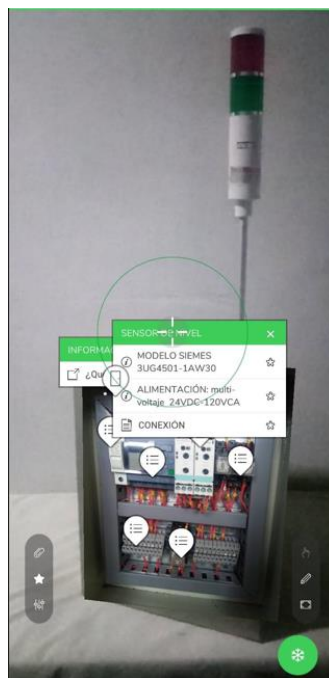 SENSOR DE NIVEL
INFORMA
MODELO SIEMES
3UG4501-1AW30
¿Qu
ALIMENTACIÓN: multi-
voltaje 24VDC-120VCA
CONEXIÓN